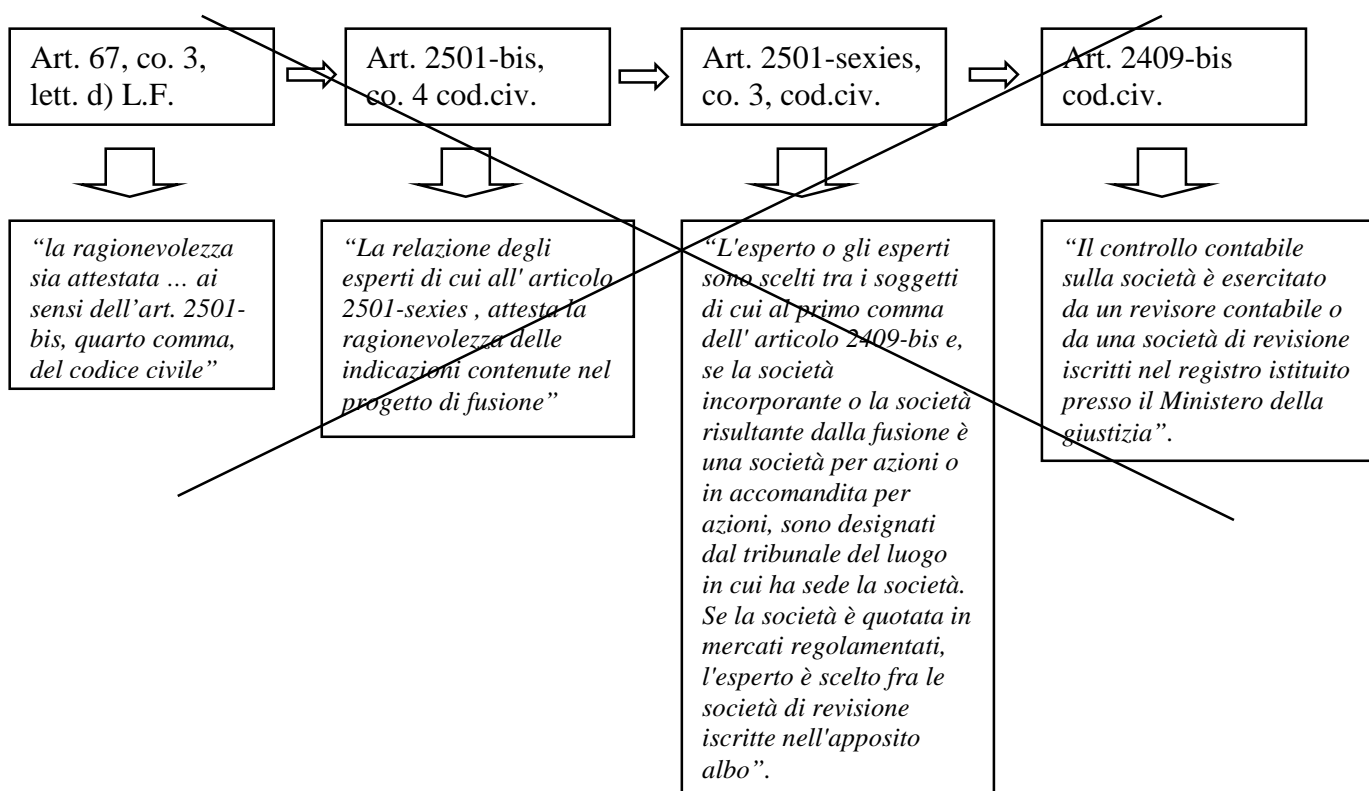 Art. 67, co. 3,
lett. d) L.F.
Art. 2501-bis,
co. 4 cod.civ.
Art. 2501-sexies,
co. 3, cod.civ.
Art. 2409-bis
cod.civ.
“la ragionevolezza
sia attestata … ai
sensi dell’art. 2501-
bis, quarto comma,
del codice civile”
“La relazione degli
esperti di cui all' articolo
2501-sexies , attesta la
ragionevolezza delle
indicazioni contenute nel
progetto di fusione”
“L'esperto o gli esperti
sono scelti tra i soggetti
di cui al primo comma
dell' articolo 2409-bis e,
se la società
incorporante o la società
risultante dalla fusione è
una società per azioni o
in accomandita per
azioni, sono designati
dal tribunale del luogo
in cui ha sede la società.
Se la società è quotata in
mercati regolamentati,
l'esperto è scelto fra le
società di revisione
iscritte nell'apposito
albo”.
“Il controllo contabile
sulla società è esercitato
da un revisore contabile o
da una società di revisione
iscritti nel registro istituito
presso il Ministero della
giustizia”.